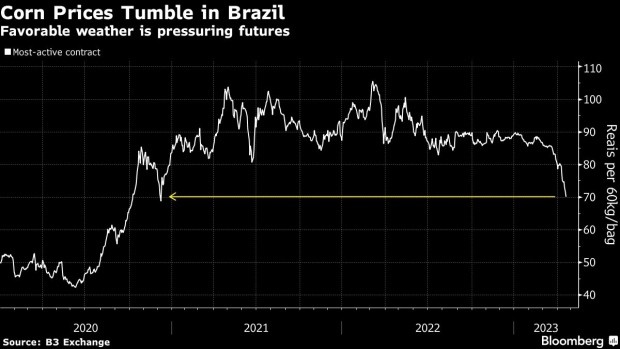 Corn Prices Tumble in Brazil
Favorable weather is pressuring futures
Most-active contract
110
100
90
80
70
60
50
40
Reais per 60kg/bag
2020 2021 2022 2023
Source: B3 Exchange Bloomberg